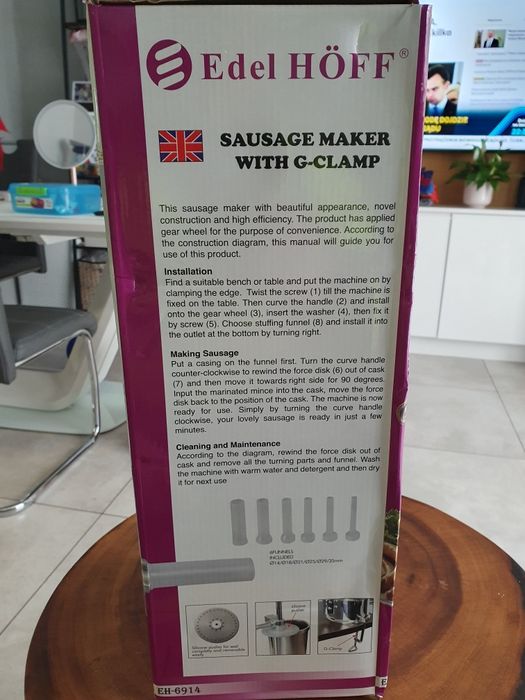 Edel HÖFF®
SAUSAGE MAKER
WITH G-CLAMP
This sausage maker with beautiful appearance, novel
construction and high efficiency. The product has applied
gear wheel for the purpose of convenience. According to
the construction diagram, this manual will guide you for
use of this product.
Installation
Find a suitable bench or table and put the machine on by
clamping the edge. Twist the screw (1) till the machine is
fixed on the table. Then curve the handle (2) and install
onto the gear wheel (3), insert the washer (4), then fix it
by screw (5). Choose stuffing funnel (8) and install it into
the outlet at the bottom by turning right.
Making Sausage
Put a casing on the funnel first. Turn the curve handle
counter-clockwise to rewind the force disk (6) out of cask
(7) and then move it towards right side for 90 degrees.
Input the marinated mince into the cask, move the force
disk back to the position of the cask. The machine is now
ready for use. Simply by turning the curve handle
clockwise, your lovely sausage is ready in just a few
minutes.
Cleaning and Maintenance
According to the diagram, rewind the force disk out of
cask and remove all the turning parts and funnel. Wash
the machine with warm water and detergent and then dry
it for next use
6FUNNELS
INCLUDED
Silicone pusher
G-Clamp
EH-6914
E